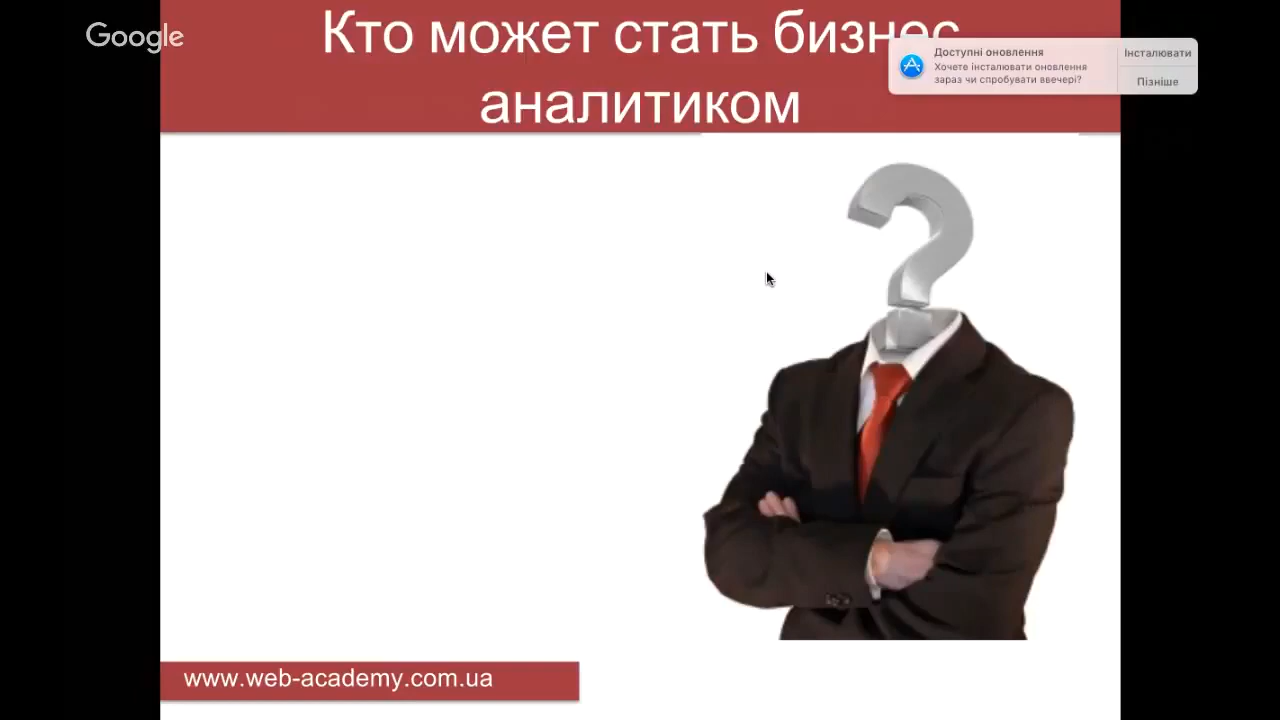 Google
Кто может стать бизнес
аналитиком
Доступні оновлення
Хочете інсталювати оновлення
зараз чи спробувати ввечері?
Інсталювати
Пізніше
www.web-academy.com.ua